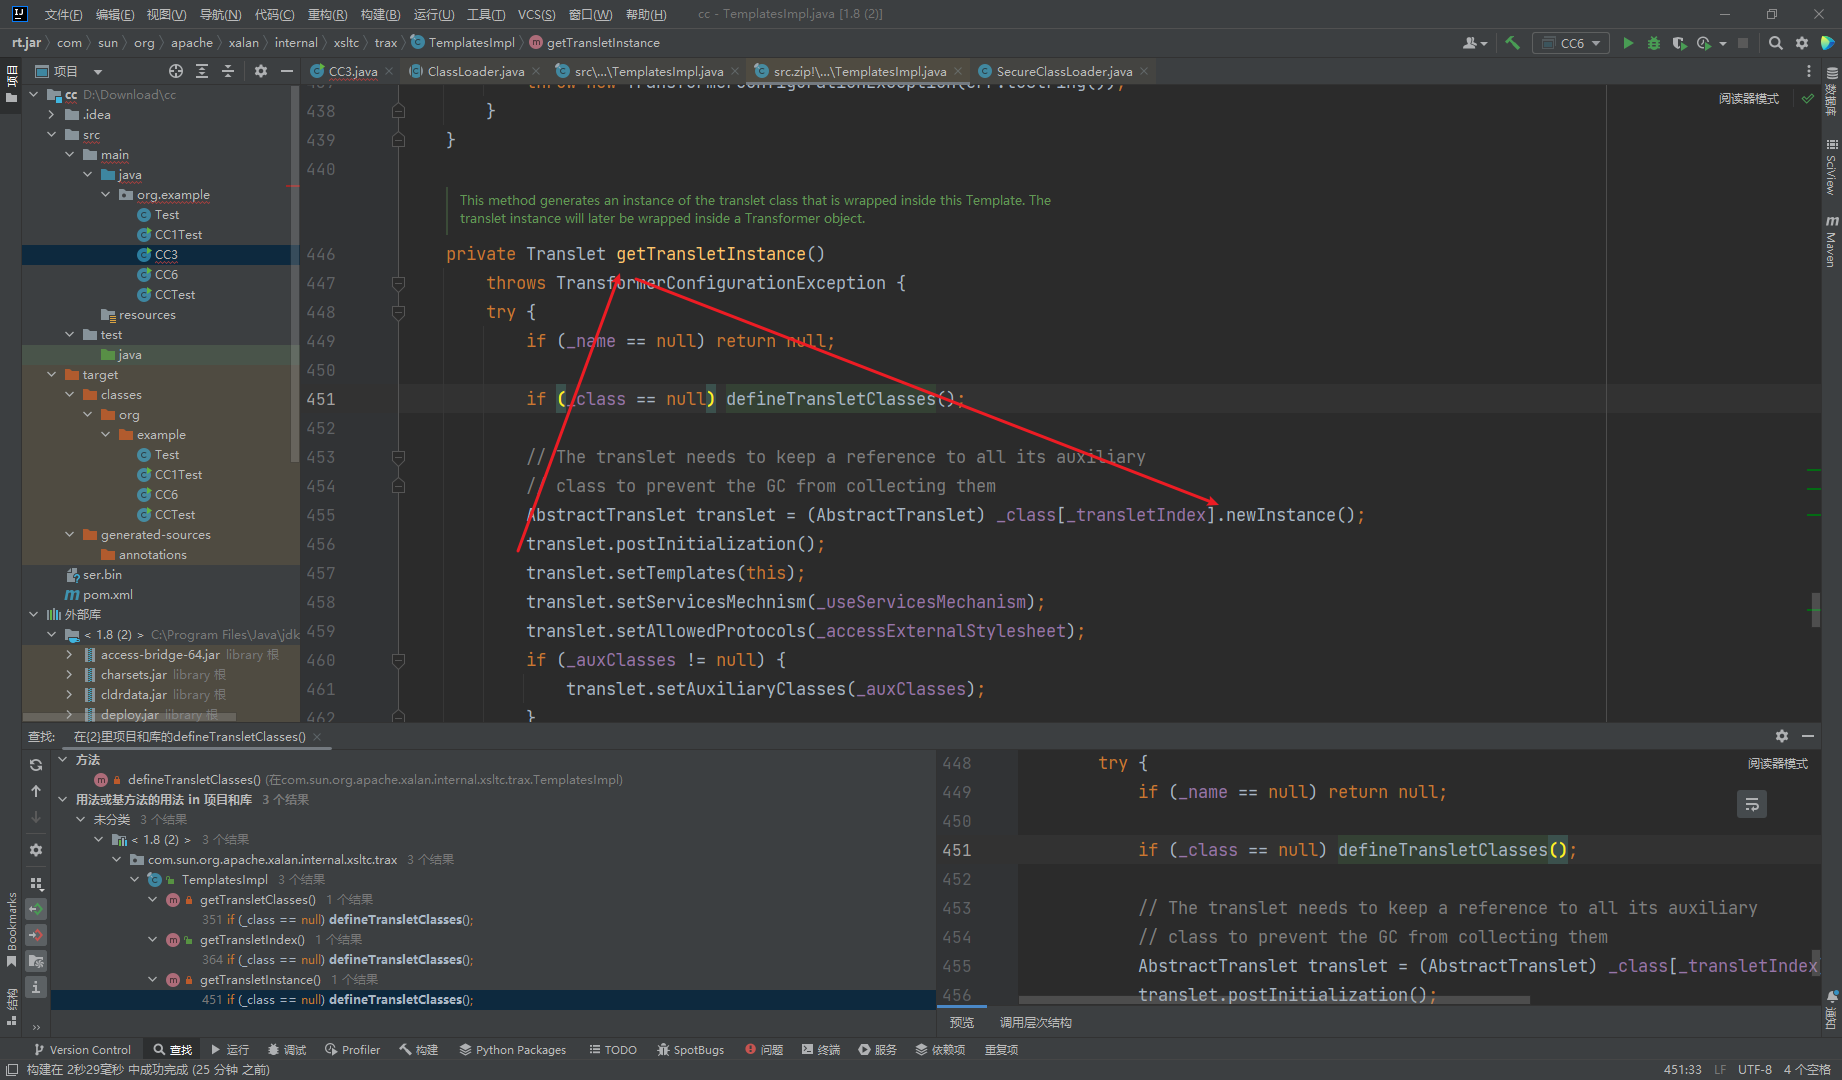 文件(F) 编辑(E) 视图(V) 导航(N) 代码(C) 重构(R) 构建(B) 运行(U) 工具(T) VCS(S) 窗口(W) 帮助(H) cc - TemplatesImpl.java [1.8 (2)]
rt.jar com sun org apache xalan internal xsltc trax TemplatesImpl getTransletInstance
CC6
项目
CC3.java ClassLoader.java src\...\TemplatesImpl.java src.zip!\...\TemplatesImpl.java SecureClassLoader.java
项目
数据库
SciView
Maven
通知
Bookmarks
结构
cc D:\Download\cc
.idea
src
main
java
org.example
Test
CC1Test
CC3
CC6
CCTest
resources
test
java
target
classes
org
example
Test
CC1Test
CC6
CCTest
generated-sources
annotations
ser.bin
pom.xml
外部库
< 1.8 (2) > C:\Program Files\Java\jdk
access-bridge-64.jar library 根
charsets.jar library 根
cldrdata.jar library 根
deploy.jar library 根
阅读器模式
throw new TransformerConfigurationException(err.toString());
438 }
439 }
440
This method generates an instance of the translet class that is wrapped inside this Template. The
translet instance will later be wrapped inside a Transformer object.
446 private Translet getTransletInstance()
447 throws TransformerConfigurationException {
448 try {
449 if (_name == null) return null;
450
451 if (_class == null) defineTransletClasses();
452
453 // The translet needs to keep a reference to all its auxiliary
454 // class to prevent the GC from collecting them
455 AbstractTranslet translet = (AbstractTranslet) _class[_transletIndex].newInstance();
456 translet.postInitialization();
457 translet.setTemplates(this);
458 translet.setServicesMechnism(_useServicesMechanism);
459 translet.setAllowedProtocols(_accessExternalStylesheet);
460 if (_auxClasses != null) {
461 translet.setAuxiliaryClasses(_auxClasses);
462 }
查找: 在{2}里项目和库的defineTransletClasses()
方法
defineTransletClasses() (在com.sun.org.apache.xalan.internal.xsltc.trax.TemplatesImpl)
用法或基方法的用法 in 项目和库 3 个结果
未分类 3 个结果
< 1.8 (2) > 3 个结果
com.sun.org.apache.xalan.internal.xsltc.trax 3 个结果
TemplatesImpl 3 个结果
getTransletClasses() 1 个结果
351 if (_class == null) defineTransletClasses();
getTransletIndex() 1 个结果
364 if (_class == null) defineTransletClasses();
getTransletInstance() 1 个结果
451 if (_class == null) defineTransletClasses();
阅读器模式
448 try {
449 if (_name == null) return null;
450
451 if (_class == null) defineTransletClasses();
452
453 // The translet needs to keep a reference to all its auxiliary
454 // class to prevent the GC from collecting them
455 AbstractTranslet translet = (AbstractTranslet) _class[_transletIndex
456 translet.postInitialization();
预览 调用层次结构
Version Control 查找 运行 调试 Profiler 构建 Python Packages TODO SpotBugs 问题 终端 服务 依赖项 重复项
构建在 2秒29毫秒 中成功完成 (25 分钟 之前) 451:33 LF UTF-8 4 个空格